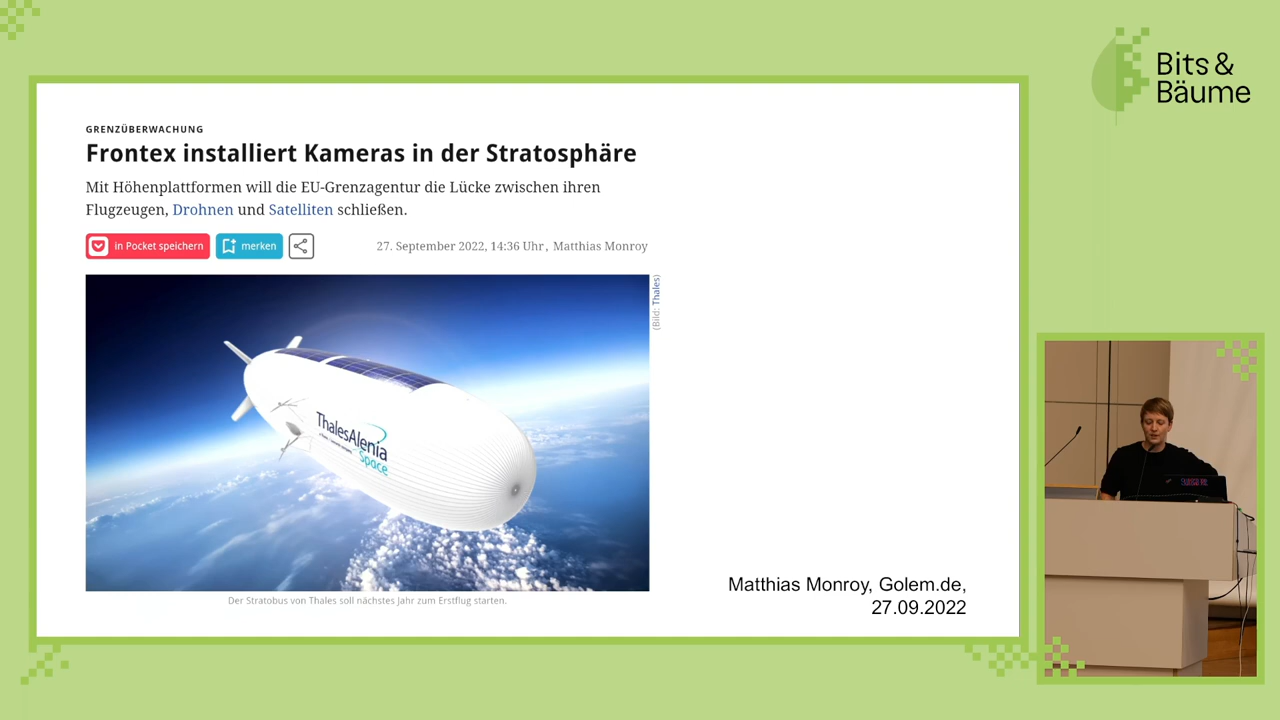 Bits &
Bäume
GRENZÜBERWACHUNG
Frontex installiert Kameras in der Stratosphäre
Mit Höhenplattformen will die EU-Grenzagentur die Lücke zwischen ihren
Flugzeugen, Drohnen und Satelliten schließen.
in Pocket speichern
merken
27. September 2022, 14:36 Uhr, Matthias Monroy
(Bild: Thales)
ThalesAlenia
Space
Der Stratobus von Thales soll nächstes Jahr zum Erstflug starten.
Matthias Monroy, Golem.de,
27.09.2022